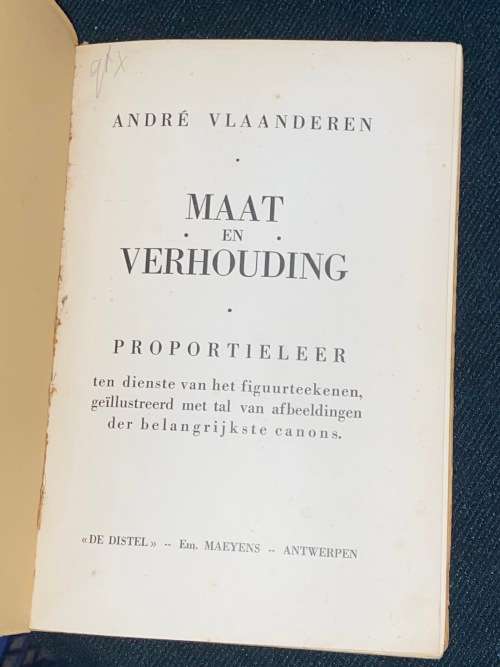 ANDRÉ VLAANDEREN
MAAT
• EN •
VERHOUDING
PROPORTIELEER
ten dienste van het figuurteekenen,
geïllustreerd met tal van afbeeldingen
der belangrijkste canons.
«DE DISTEL» -- Em. MAEYENS -- ANTWERPEN